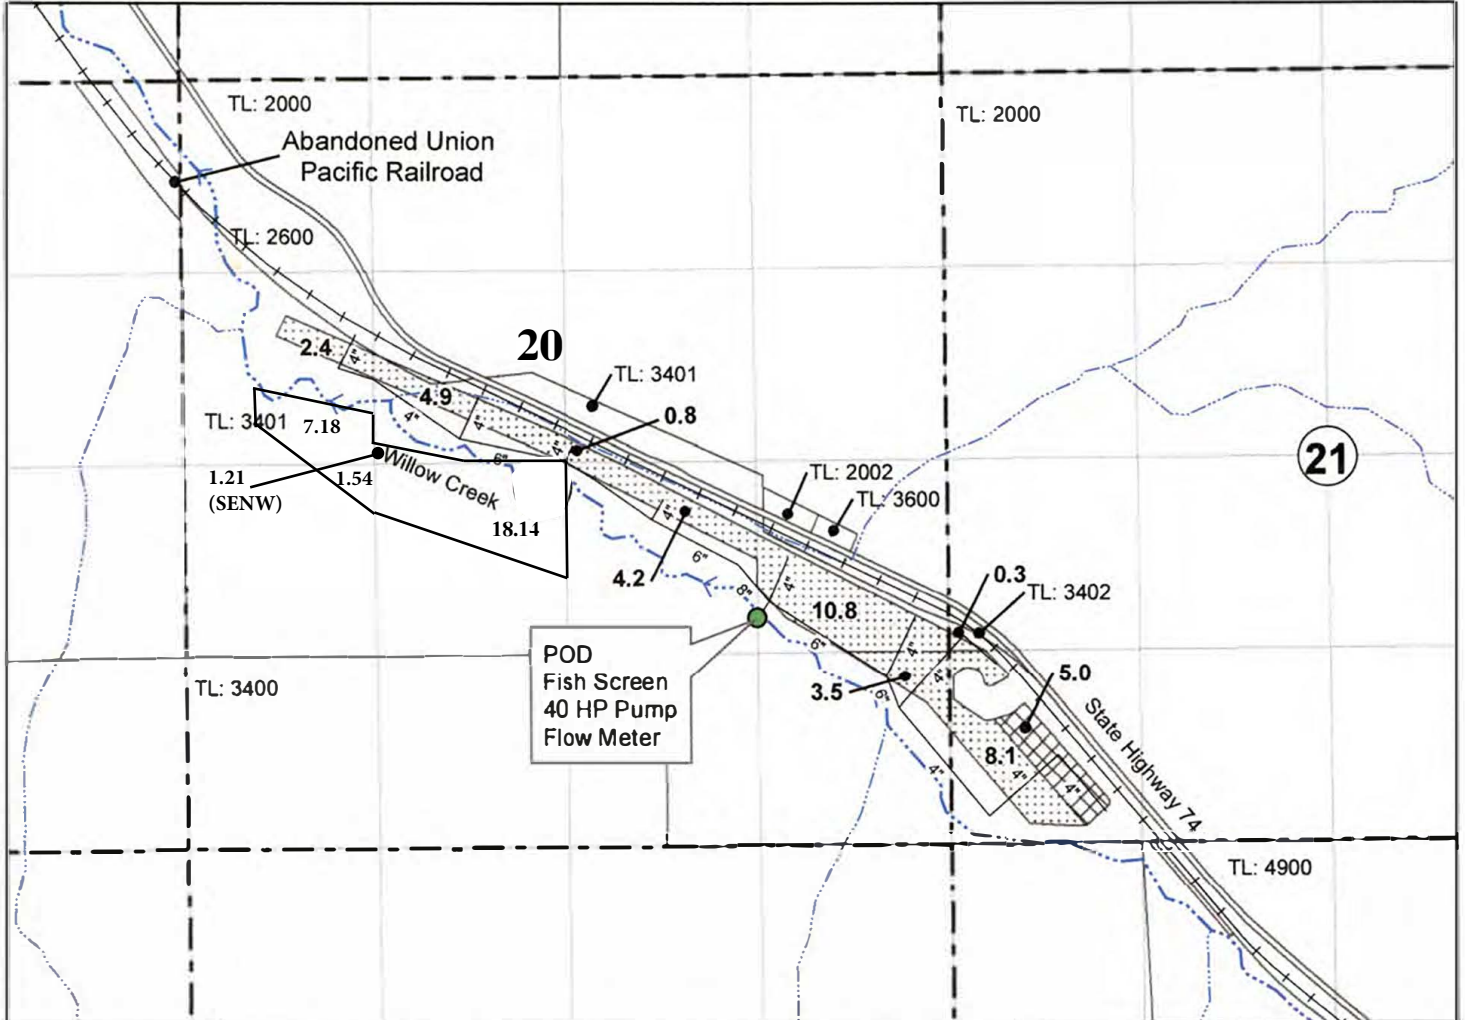 TL: 2000
TL: 2000
Abandoned Union
Pacific Railroad
TL: 2600
20
2.4
4"
TL: 3401
4.9
0.8
4"
4"
4"
TL: 3401
7.18
21
6"
Willow Creek
1.21
(SENW)
1.54
TL: 2002
TL: 3600
4"
18.14
6"
4.2
8"
4"
10.8
0.3
TL: 3402
6"
4"
POD
Fish Screen
40 HP Pump
Flow Meter
3.5
6"
4"
5.0
TL: 3400
State Highway 74
8.1
4"
4"
4"
TL: 4900